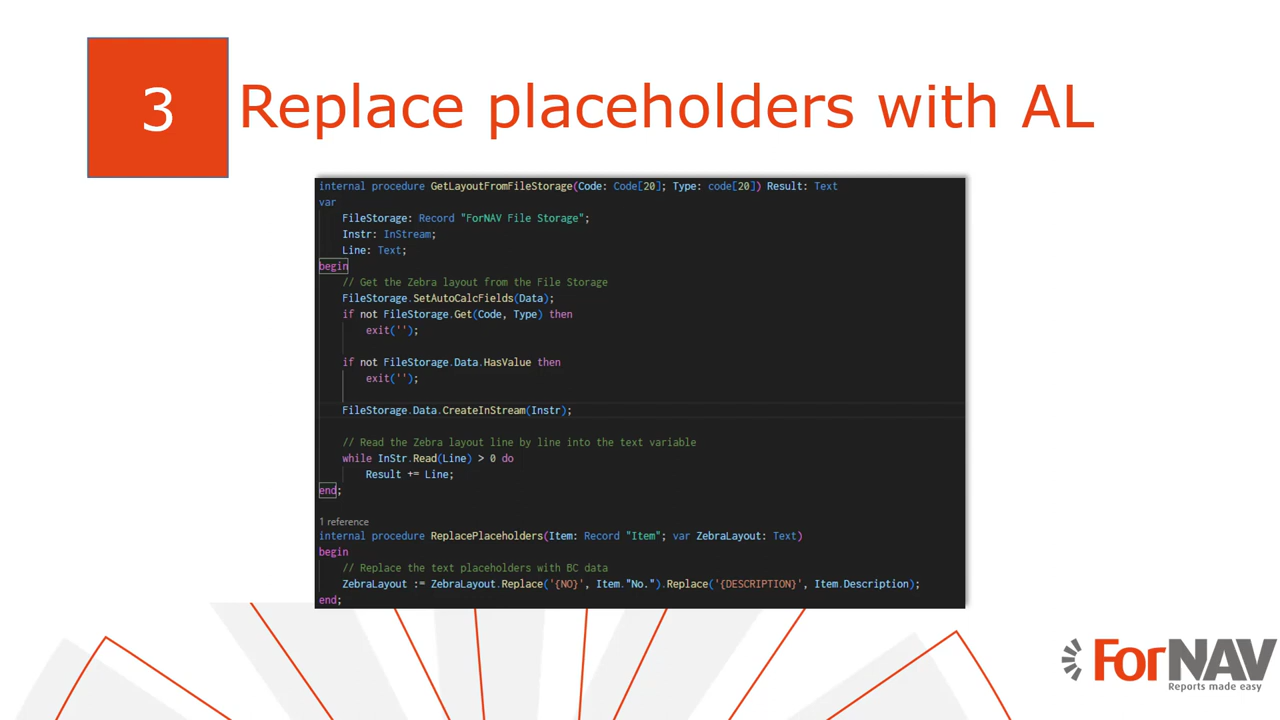 3
Replace placeholders with AL
internal procedure GetLayoutFromFileStorage(Code: Code[20]; Type: code[20]) Result: Text
var
    FileStorage: Record "ForNAV File Storage";
    Instr: InStream;
    Line: Text;
begin
    // Get the Zebra layout from the File Storage
    FileStorage.SetAutoCalcFields(Data);
    if not FileStorage.Get(Code, Type) then
        exit('');
    if not FileStorage.Data.HasValue then
        exit('');
    FileStorage.Data.CreateInStream(Instr);
    // Read the Zebra layout line by line into the text variable
    while InStr.Read(Line) > 0 do
        Result += Line;
end;
1 reference
internal procedure ReplacePlaceholders(Item: Record "Item"; var ZebraLayout: Text)
begin
    // Replace the text placeholders with BC data
    ZebraLayout := ZebraLayout.Replace('{NO}', Item."No.").Replace('{DESCRIPTION}', Item.Description);
end;
ForNAV
Reports made easy